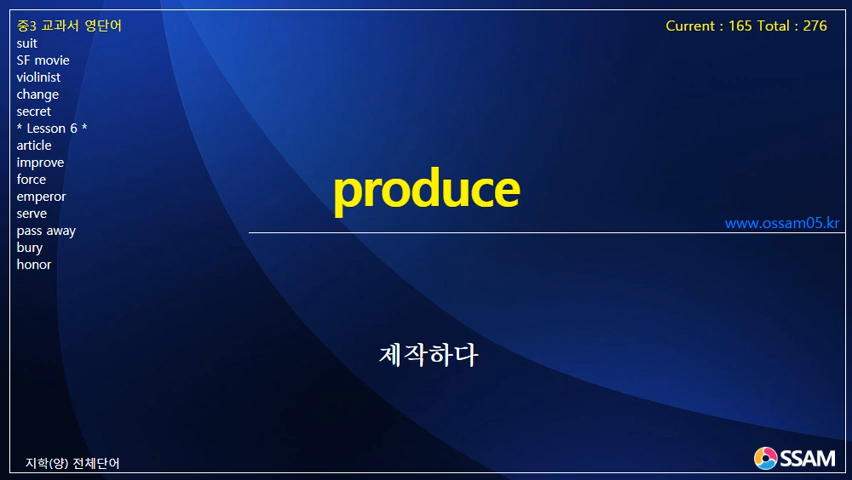 중3 교과서 영단어
Current : 165 Total : 276
suit
SF movie
violinist
change
secret
* Lesson 6 *
article
improve
force
emperor
serve
pass away
bury
honor
produce
www.ossam05.kr
제작하다
지학(양) 전체단어
OSSAM